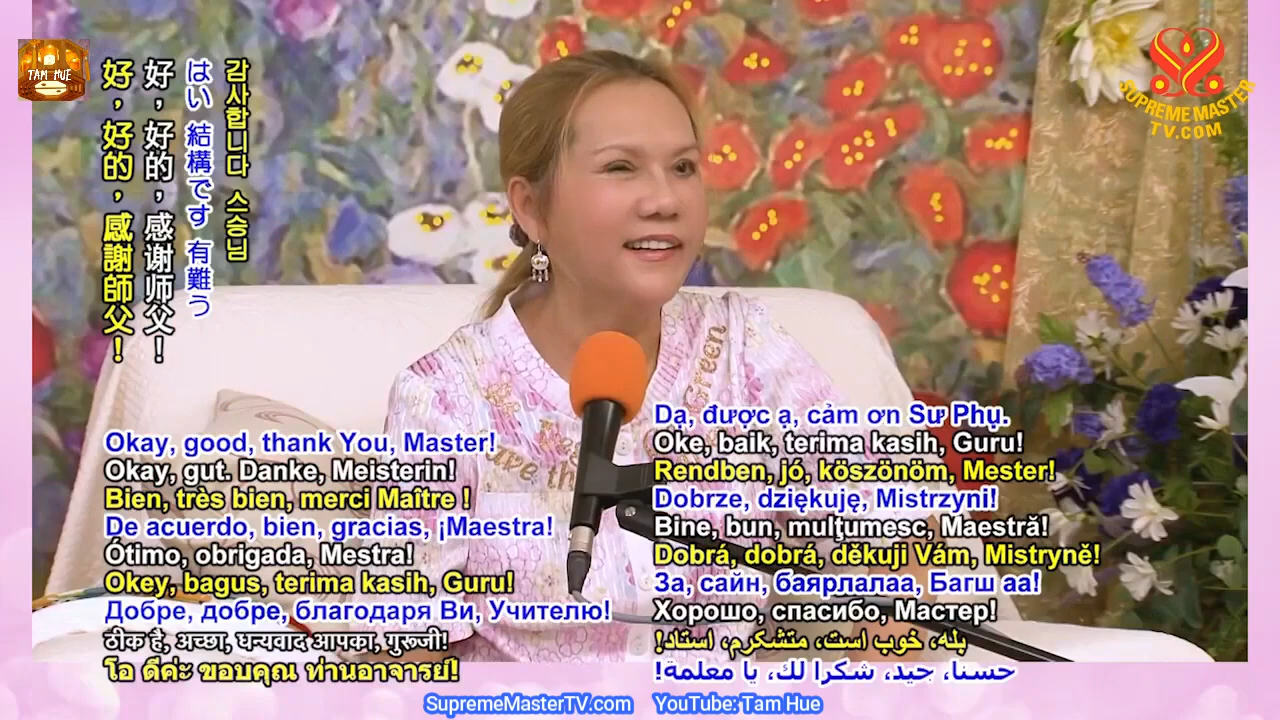 TAM HUE
SUPREME MASTER
TV.COM
감사합니다 스승님
はい 結構です 有難う
好，好的，感谢师父！
好，好的，感謝師父！
Green
Okay, good, thank You, Master!
Okay, gut. Danke, Meisterin!
Bien, très bien, merci Maître !
De acuerdo, bien, gracias, ¡Maestra!
Ótimo, obrigada, Mestra!
Okey, bagus, terima kasih, Guru!
Добре, добре, благодаря Ви, Учителю!
ठीक है, अच्छा, धन्यवाद आपका, गुरूजी!
โอ ดีค่ะ ขอบคุณ ท่านอาจารย์!
Dạ, được ạ, cảm ơn Sư Phụ.
Oke, baik, terima kasih, Guru!
Rendben, jó, köszönöm, Mester!
Dobrze, dziękuję, Mistrzyni!
Bine, bun, mulţumesc, Maestră!
Dobrá, dobrá, děkuji Vám, Mistryně!
За, сайн, баярлалаа, Багш аа!
Хорошо, спасибо, Мастер!
بله، خوب است، متشکرم، استاد!
حسنا، جيد، شكرا لك، يا معلمة!
SupremeMasterTV.com YouTube: Tam Hue